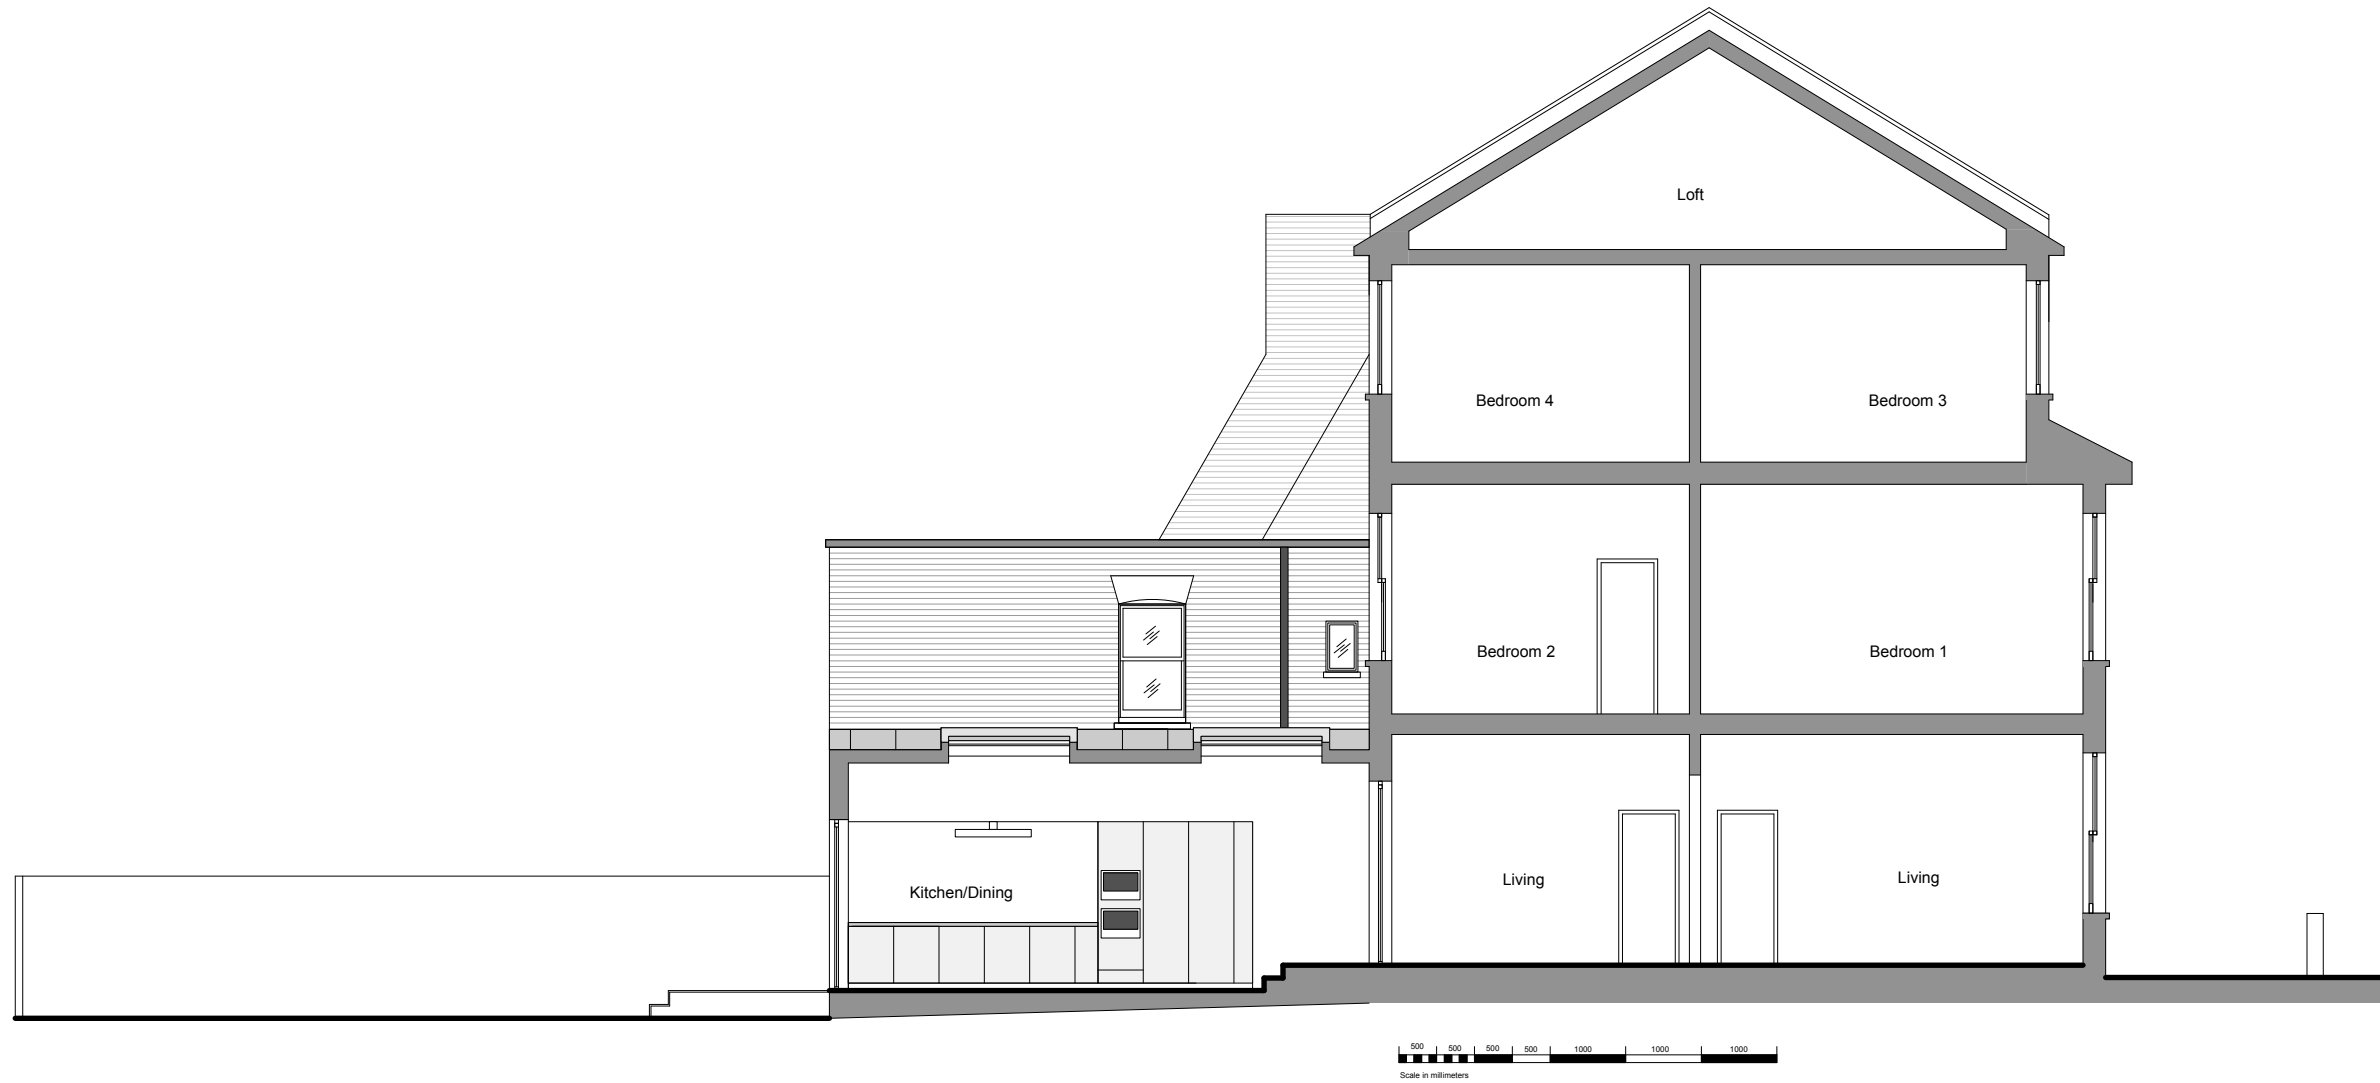 Loft
Bedroom 4
Bedroom 3
Bedroom 2
Bedroom 1
Kitchen/Dining
Living
Living
500 500 500 500 1000 1000 1000
Scale in millimeters